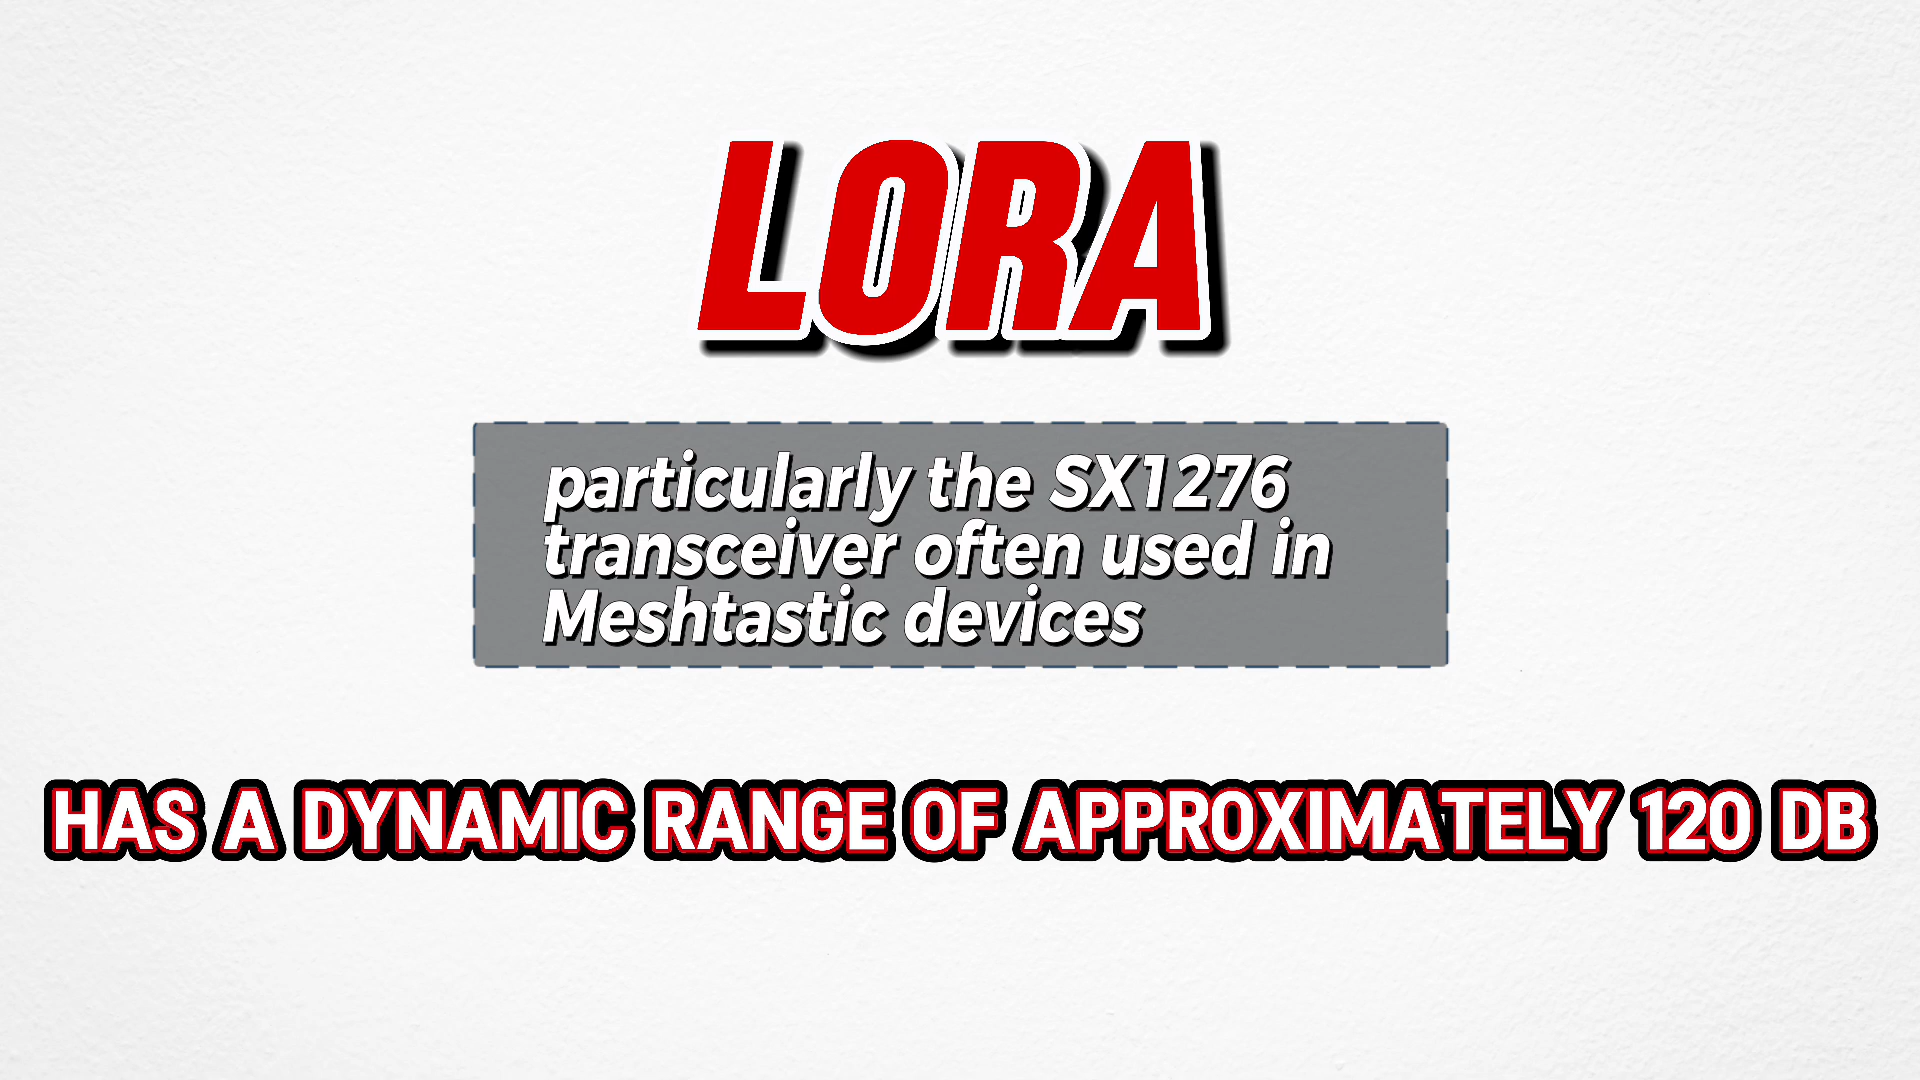 LORA
particularly the SX1276
transceiver often used in
Meshtastic devices
HAS A DYNAMIC RANGE OF APPROXIMATELY 120 DB